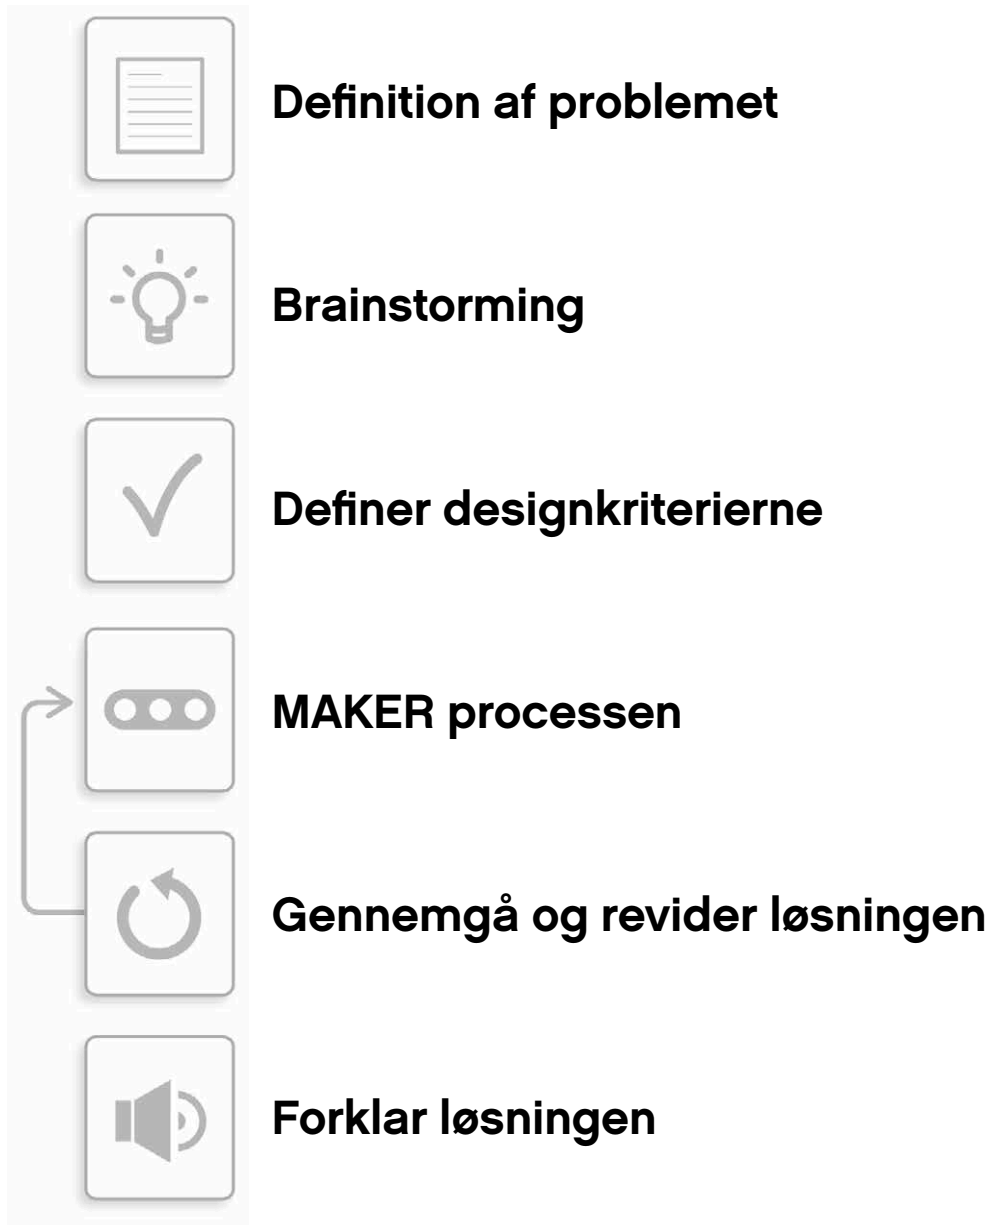 Definition af problemet
Brainstorming
Definer designkriterierne
MAKER processen
Gennemgå og revider løsningen
Forklar løsningen